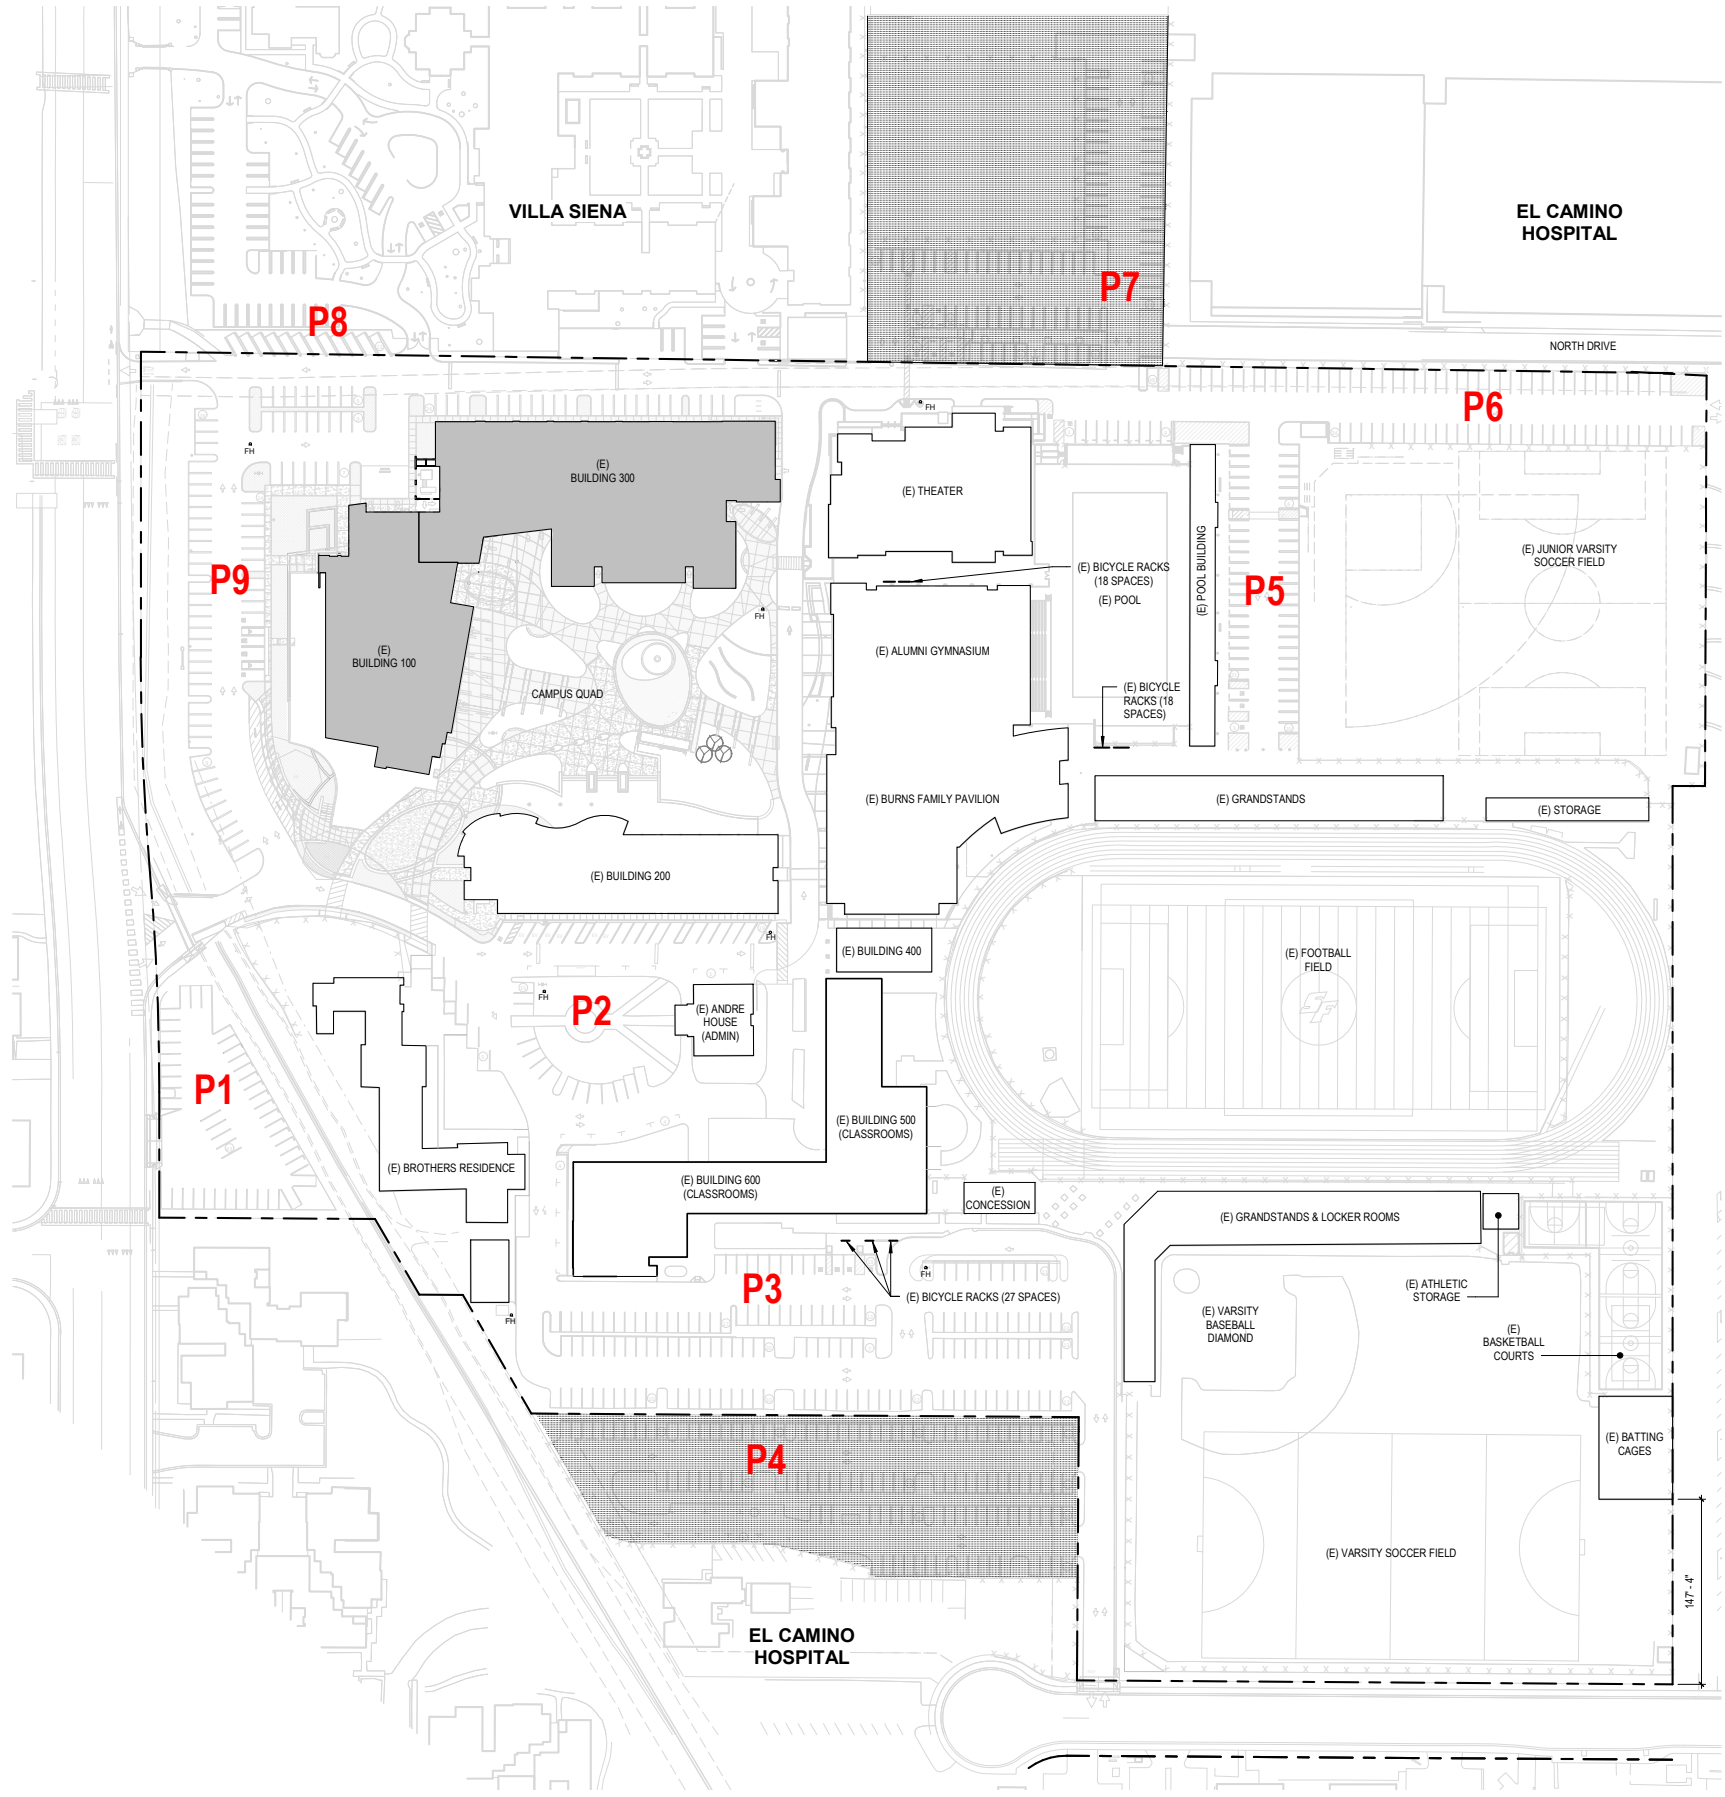 VILLA SIENA
EL CAMINO
HOSPITAL
P7
P8
NORTH DRIVE
P6
FH
FH
(E)
BUILDING 300
(E) THEATER
(E) POOL BUILDING
(E) JUNIOR VARSITY
SOCCER FIELD
P9
(E) BICYCLE RACKS
(18 SPACES)
(E) POOL
P5
FH
(E)
BUILDING 100
(E) ALUMNI GYMNASIUM
CAMPUS QUAD
(E) BICYCLE
RACKS (18
SPACES)
(E) BURNS FAMILY PAVILION
(E) GRANDSTANDS
(E) STORAGE
(E) BUILDING 200
FH
(E) BUILDING 400
(E) FOOTBALL
FIELD
FH
P2
(E) ANDRE
HOUSE
(ADMIN)
P1
(E) BUILDING 500
(CLASSROOMS)
(E) BROTHERS RESIDENCE
(E) BUILDING 600
(CLASSROOMS)
(E)
CONCESSION
(E) GRANDSTANDS & LOCKER ROOMS
FH
P3
(E) BICYCLE RACKS (27 SPACES)
(E) ATHLETIC
STORAGE
FH
(E) VARSITY
BASEBALL
DIAMOND
(E)
BASKETBALL
COURTS
P4
(E) BATTING
CAGES
(E) VARSITY SOCCER FIELD
147' - 4"
EL CAMINO
HOSPITAL